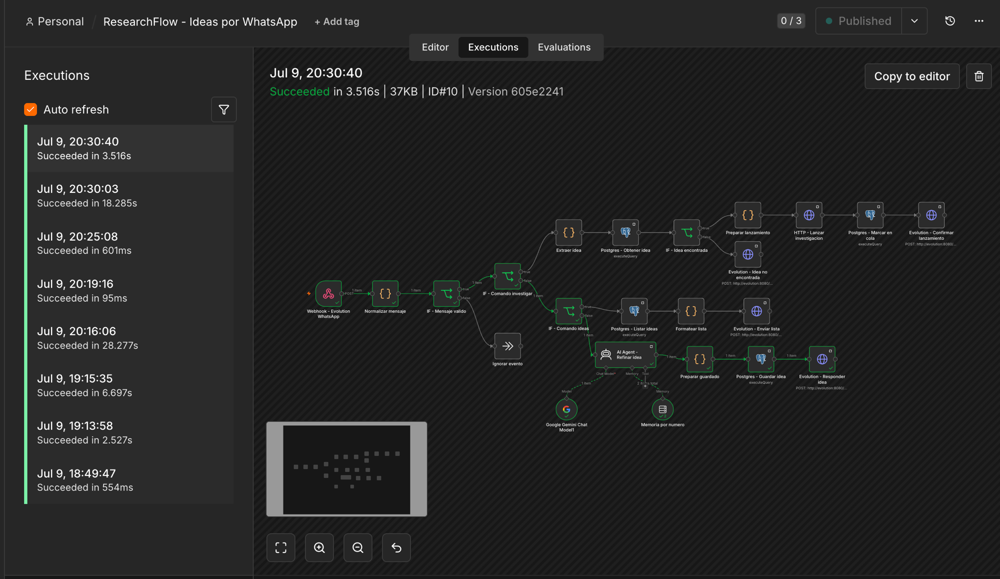 Personal / ResearchFlow - Ideas por WhatsApp + Add tag
0 / 3
Published
Editor
Executions
Evaluations
Executions
Auto refresh
Jul 9, 20:30:40
Succeeded in 3.516s
Jul 9, 20:30:03
Succeeded in 18.285s
Jul 9, 20:25:08
Succeeded in 601ms
Jul 9, 20:19:16
Succeeded in 95ms
Jul 9, 20:16:06
Succeeded in 28.277s
Jul 9, 19:15:35
Succeeded in 6.697s
Jul 9, 19:13:58
Succeeded in 2.527s
Jul 9, 18:49:47
Succeeded in 554ms
Jul 9, 20:30:40
Succeeded in 3.516s | 37KB | ID#10 | Version 605e2241
Copy to editor
Webhook - Evolution
WhatsApp
POST
1 item
Normalizar mensaje
1 item
IF - Mensaje valido
true
false
1 item
Ignorar evento
IF - Comando investigar
true
false
1 item
Extraer idea
Postgres - Obtener idea
executeQuery
IF - Idea encontrada
true
false
Preparar lanzamiento
HTTP - Lanzar
investigacion
Postgres - Marcar en
cola
executeQuery
Evolution - Confirmar
lanzamiento
POST: http://evolution:8080/...
Evolution - Idea no
encontrada
POST: http://evolution:8080/...
IF - Comando ideas
true
false
1 item
Postgres - Listar ideas
executeQuery
Formatear lista
Evolution - Enviar lista
POST: http://evolution:8080/...
AI Agent -
Refinar idea
Chat Model*
Memory
Tool
1 item
Preparar guardado
1 item
Postgres - Guardar idea
executeQuery
1 item
Evolution - Responder
idea
POST: http://evolution:8080/...
1 item
2 items total
+
Model
Google Gemini Chat
Model1
Memory
2
Memoria por numero